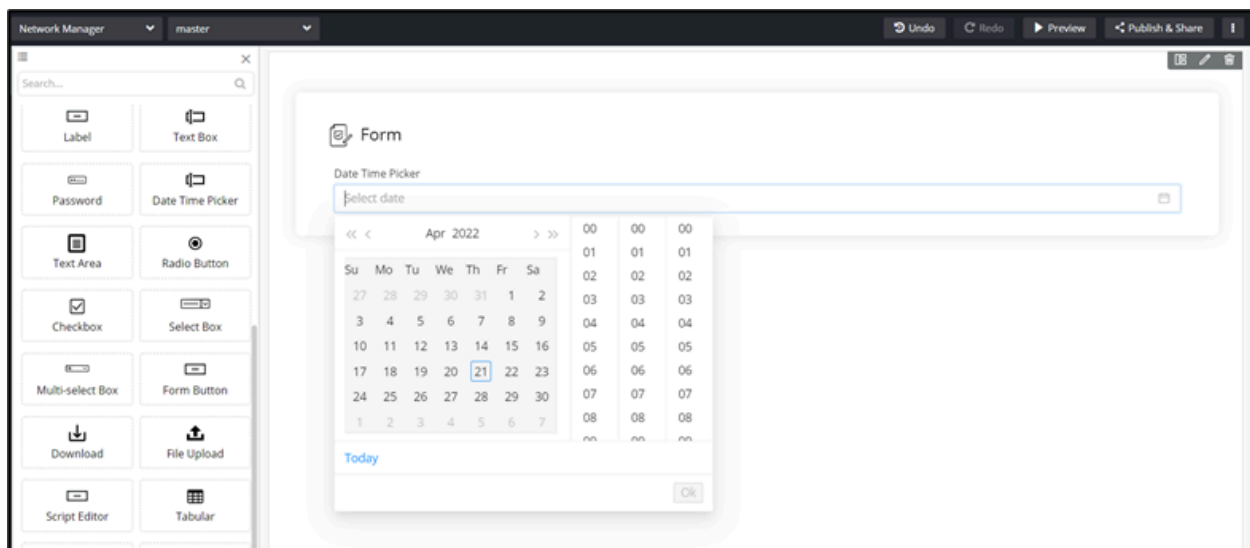 Network Manager master Undo Redo Preview Publish & Share
Search...
Label Text Box
Password Date Time Picker
Text Area Radio Button
Checkbox Select Box
Multi-select Box Form Button
Download File Upload
Script Editor Tabular
Form
Date Time Picker
Select date
Apr 2022
Su Mo Tu We Th Fr Sa
27 28 29 30 31 1 2
3 4 5 6 7 8 9
10 11 12 13 14 15 16
17 18 19 20 21 22 23
24 25 26 27 28 29 30
1 2 3 4 5 6 7
00 00 00
01 01 01
02 02 02
03 03 03
04 04 04
05 05 05
06 06 06
07 07 07
08 08 08
Today
Ok